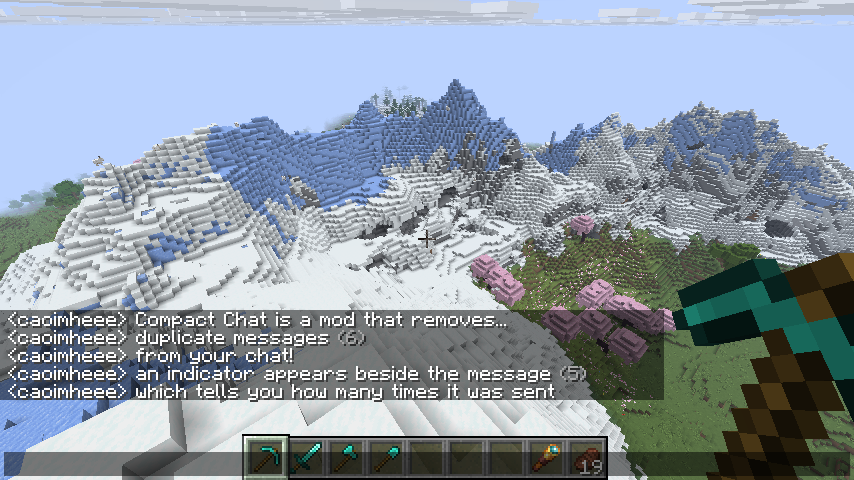 <caoimheee> Compact Chat is a mod that removes...
<caoimheee> duplicate messages (6)
<caoimheee> from your chat!
<caoimheee> an indicator appears beside the message (5)
<caoimheee> which tells you how many times it was sent
19